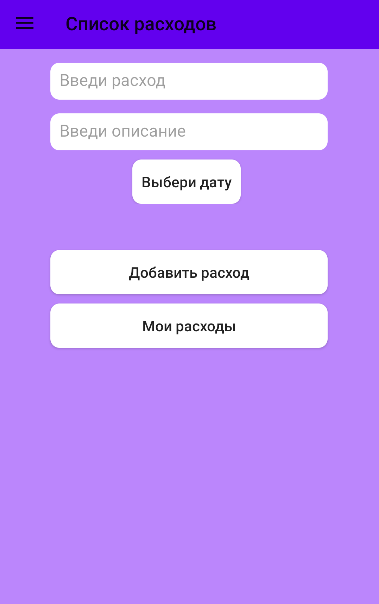 Список расходов
Введи расход
Введи описание
Выбери дату
Добавить расход
Мои расходы